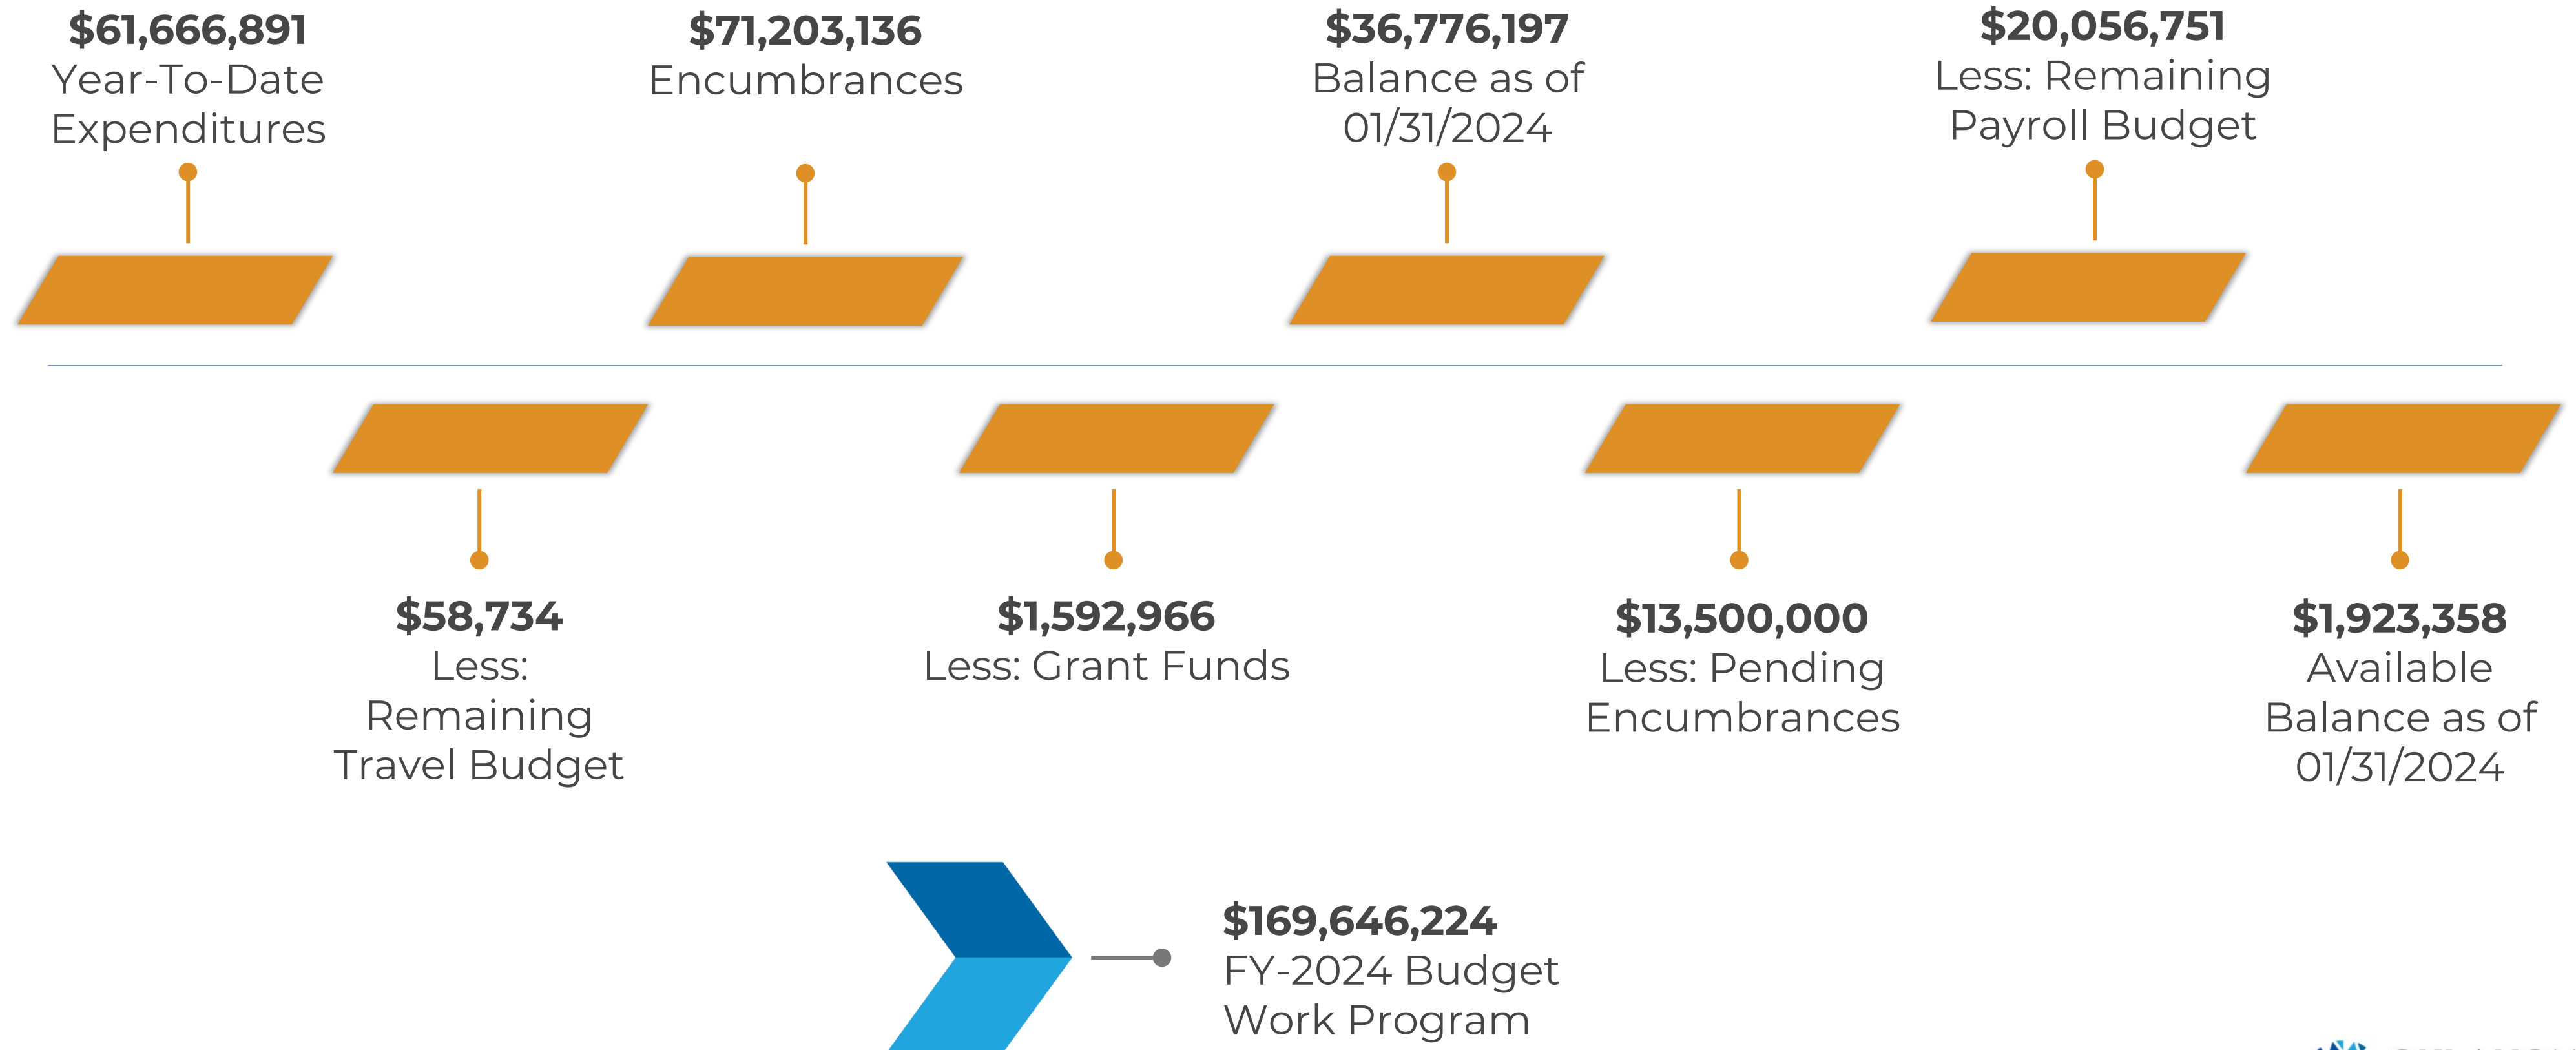 $61,666,891
Year-To-Date
Expenditures
$71,203,136
Encumbrances
$36,776,197
Balance as of
01/31/2024
$20,056,751
Less: Remaining
Payroll Budget
$58,734
Less:
Remaining
Travel Budget
$1,592,966
Less: Grant Funds
$13,500,000
Less: Pending
Encumbrances
$1,923,358
Available
Balance as of
01/31/2024
$169,646,224
FY-2024 Budget
Work Program